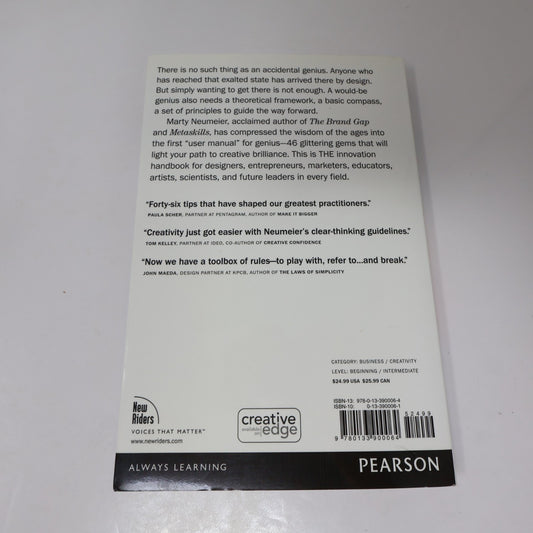 There is no such thing as an accidental genius. Anyone who
has reached that exalted state has arrived there by design.
But simply wanting to get there is not enough. A would-be
genius also needs a theoretical framework, a basic compass,
a set of principles to guide the way forward.
Marty Neumeier, acclaimed author of The Brand Gap
and Metaskills, has compressed the wisdom of the ages into
the first “user manual” for genius—46 glittering gems that will
light your path to creative brilliance. This is THE innovation
handbook for designers, entrepreneurs, marketers, educators,
artists, scientists, and future leaders in every field.
“Forty-six tips that have shaped our greatest practitioners.”
PAULA SCHER, PARTNER AT PENTAGRAM, AUTHOR OF MAKE IT BIGGER
“Creativity just got easier with Neumeier’s clear-thinking guidelines.”
TOM KELLEY, PARTNER AT IDEO, CO-AUTHOR OF CREATIVE CONFIDENCE
“Now we have a toolbox of rules—to play with, refer to...and break.”
JOHN MAEDA, DESIGN PARTNER AT KPCB, AUTHOR OF THE LAWS OF SIMPLICITY
CATEGORY: BUSINESS / CREATIVITY
LEVEL: BEGINNING / INTERMEDIATE
$24.99 USA $25.99 CAN
ISBN-13: 978-0-13-390006-4
ISBN-10: 0-13-390006-1
52499
9 780133 900064
New
Riders
VOICES THAT MATTER™
www.newriders.com
creative
edge
ALWAYS LEARNING
PEARSON